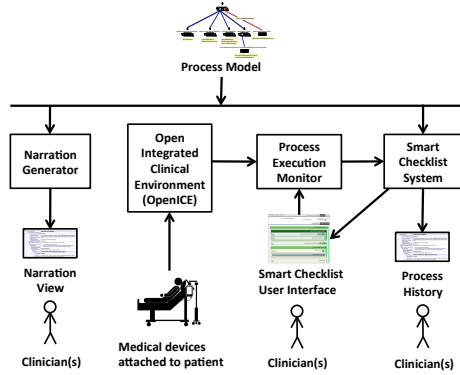 Process Model
Narration
Generator
Open
Integrated
Clinical
Environment
(OpenICE)
Process
Execution
Monitor
Smart
Checklist
System
Narration
View
Smart Checklist
User Interface
Process
History
Medical devices
attached to patient
Clinician(s)
Clinician(s)
Clinician(s)